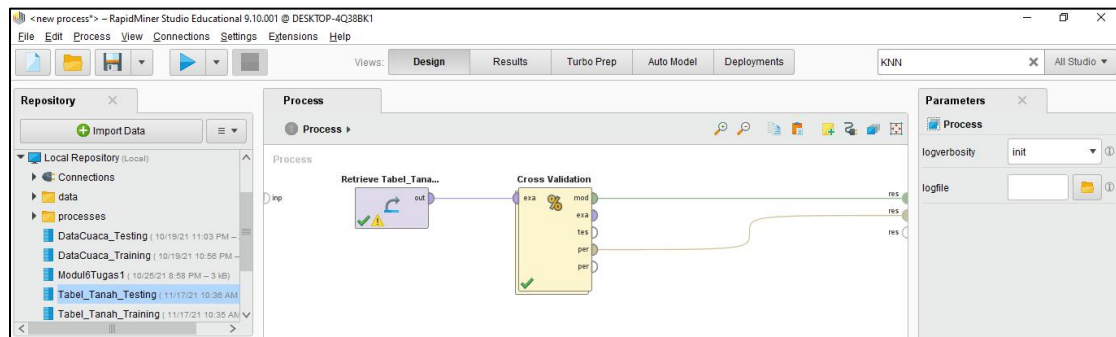 <new process*> – RapidMiner Studio Educational 9.10.001 @ DESKTOP-4Q38BK1
File Edit Process View Connections Settings Extensions Help
Views: Design Results Turbo Prep Auto Model Deployments KNN All Studio
Repository Process Parameters
Import Data Process Process
Local Repository (Local) Process logverbosity init
Connections Retrieve Tabel_Tana... Cross Validation
data inp out exa mod res logfile
processes exa res
DataCuaca_Testing (10/19/21 11:03 PM – tes res
DataCuaca_Training (10/19/21 10:56 PM – per
Modul6Tugas1 (10/25/21 8:58 PM – 3 kB) per
Tabel_Tanah_Testing (11/17/21 10:36 AM
Tabel_Tanah_Training (11/17/21 10:35 AM